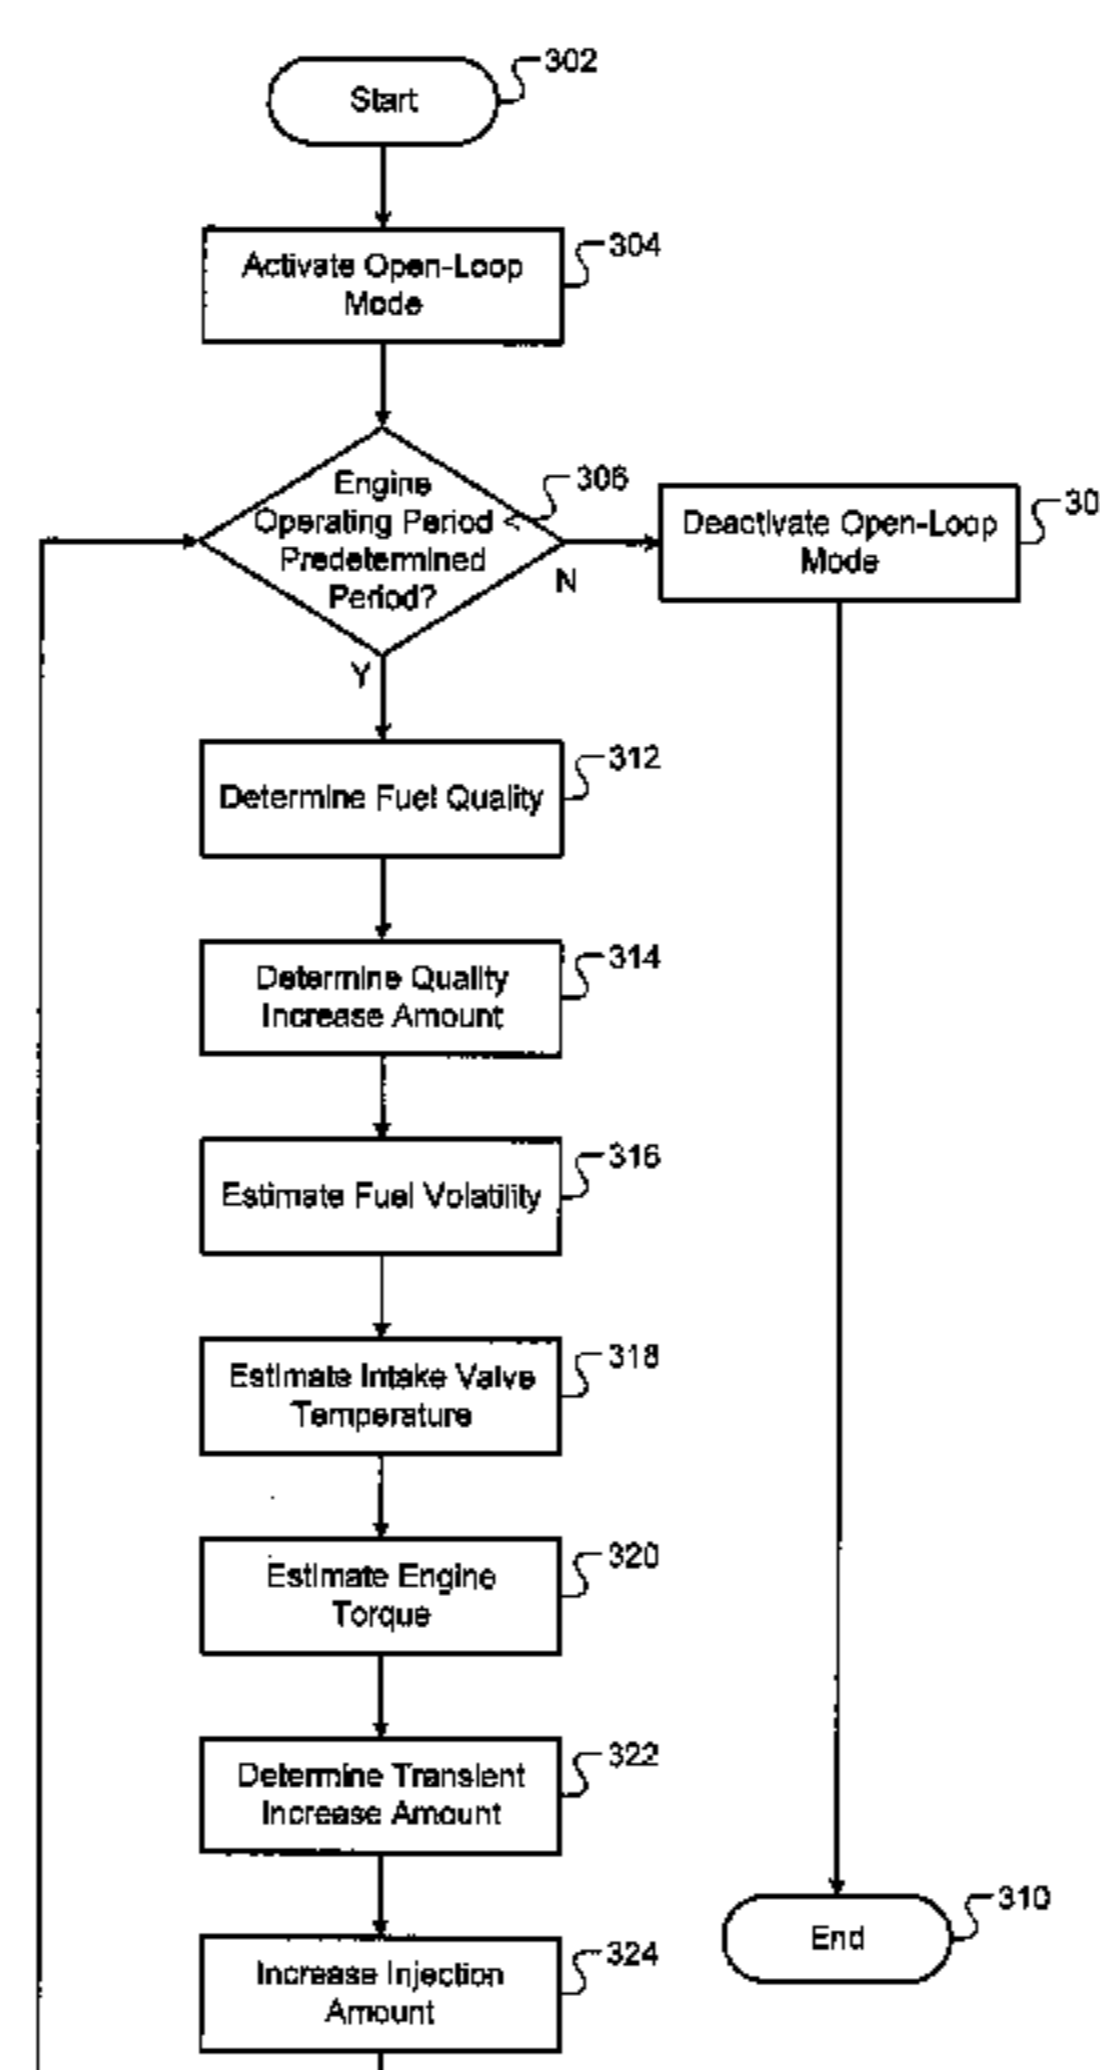 302
Start
304
Activate Open-Loop
Mode
306
Engine
Operating Period <
Predetermined
Period?
N
Y
30
Deactivate Open-Loop
Mode
312
Determine Fuel Quality
314
Determine Quality
Increase Amount
316
Estimate Fuel Volatility
318
Estimate Intake Valve
Temperature
320
Estimate Engine
Torque
322
Determine Transient
Increase Amount
310
End
324
Increase Injection
Amount